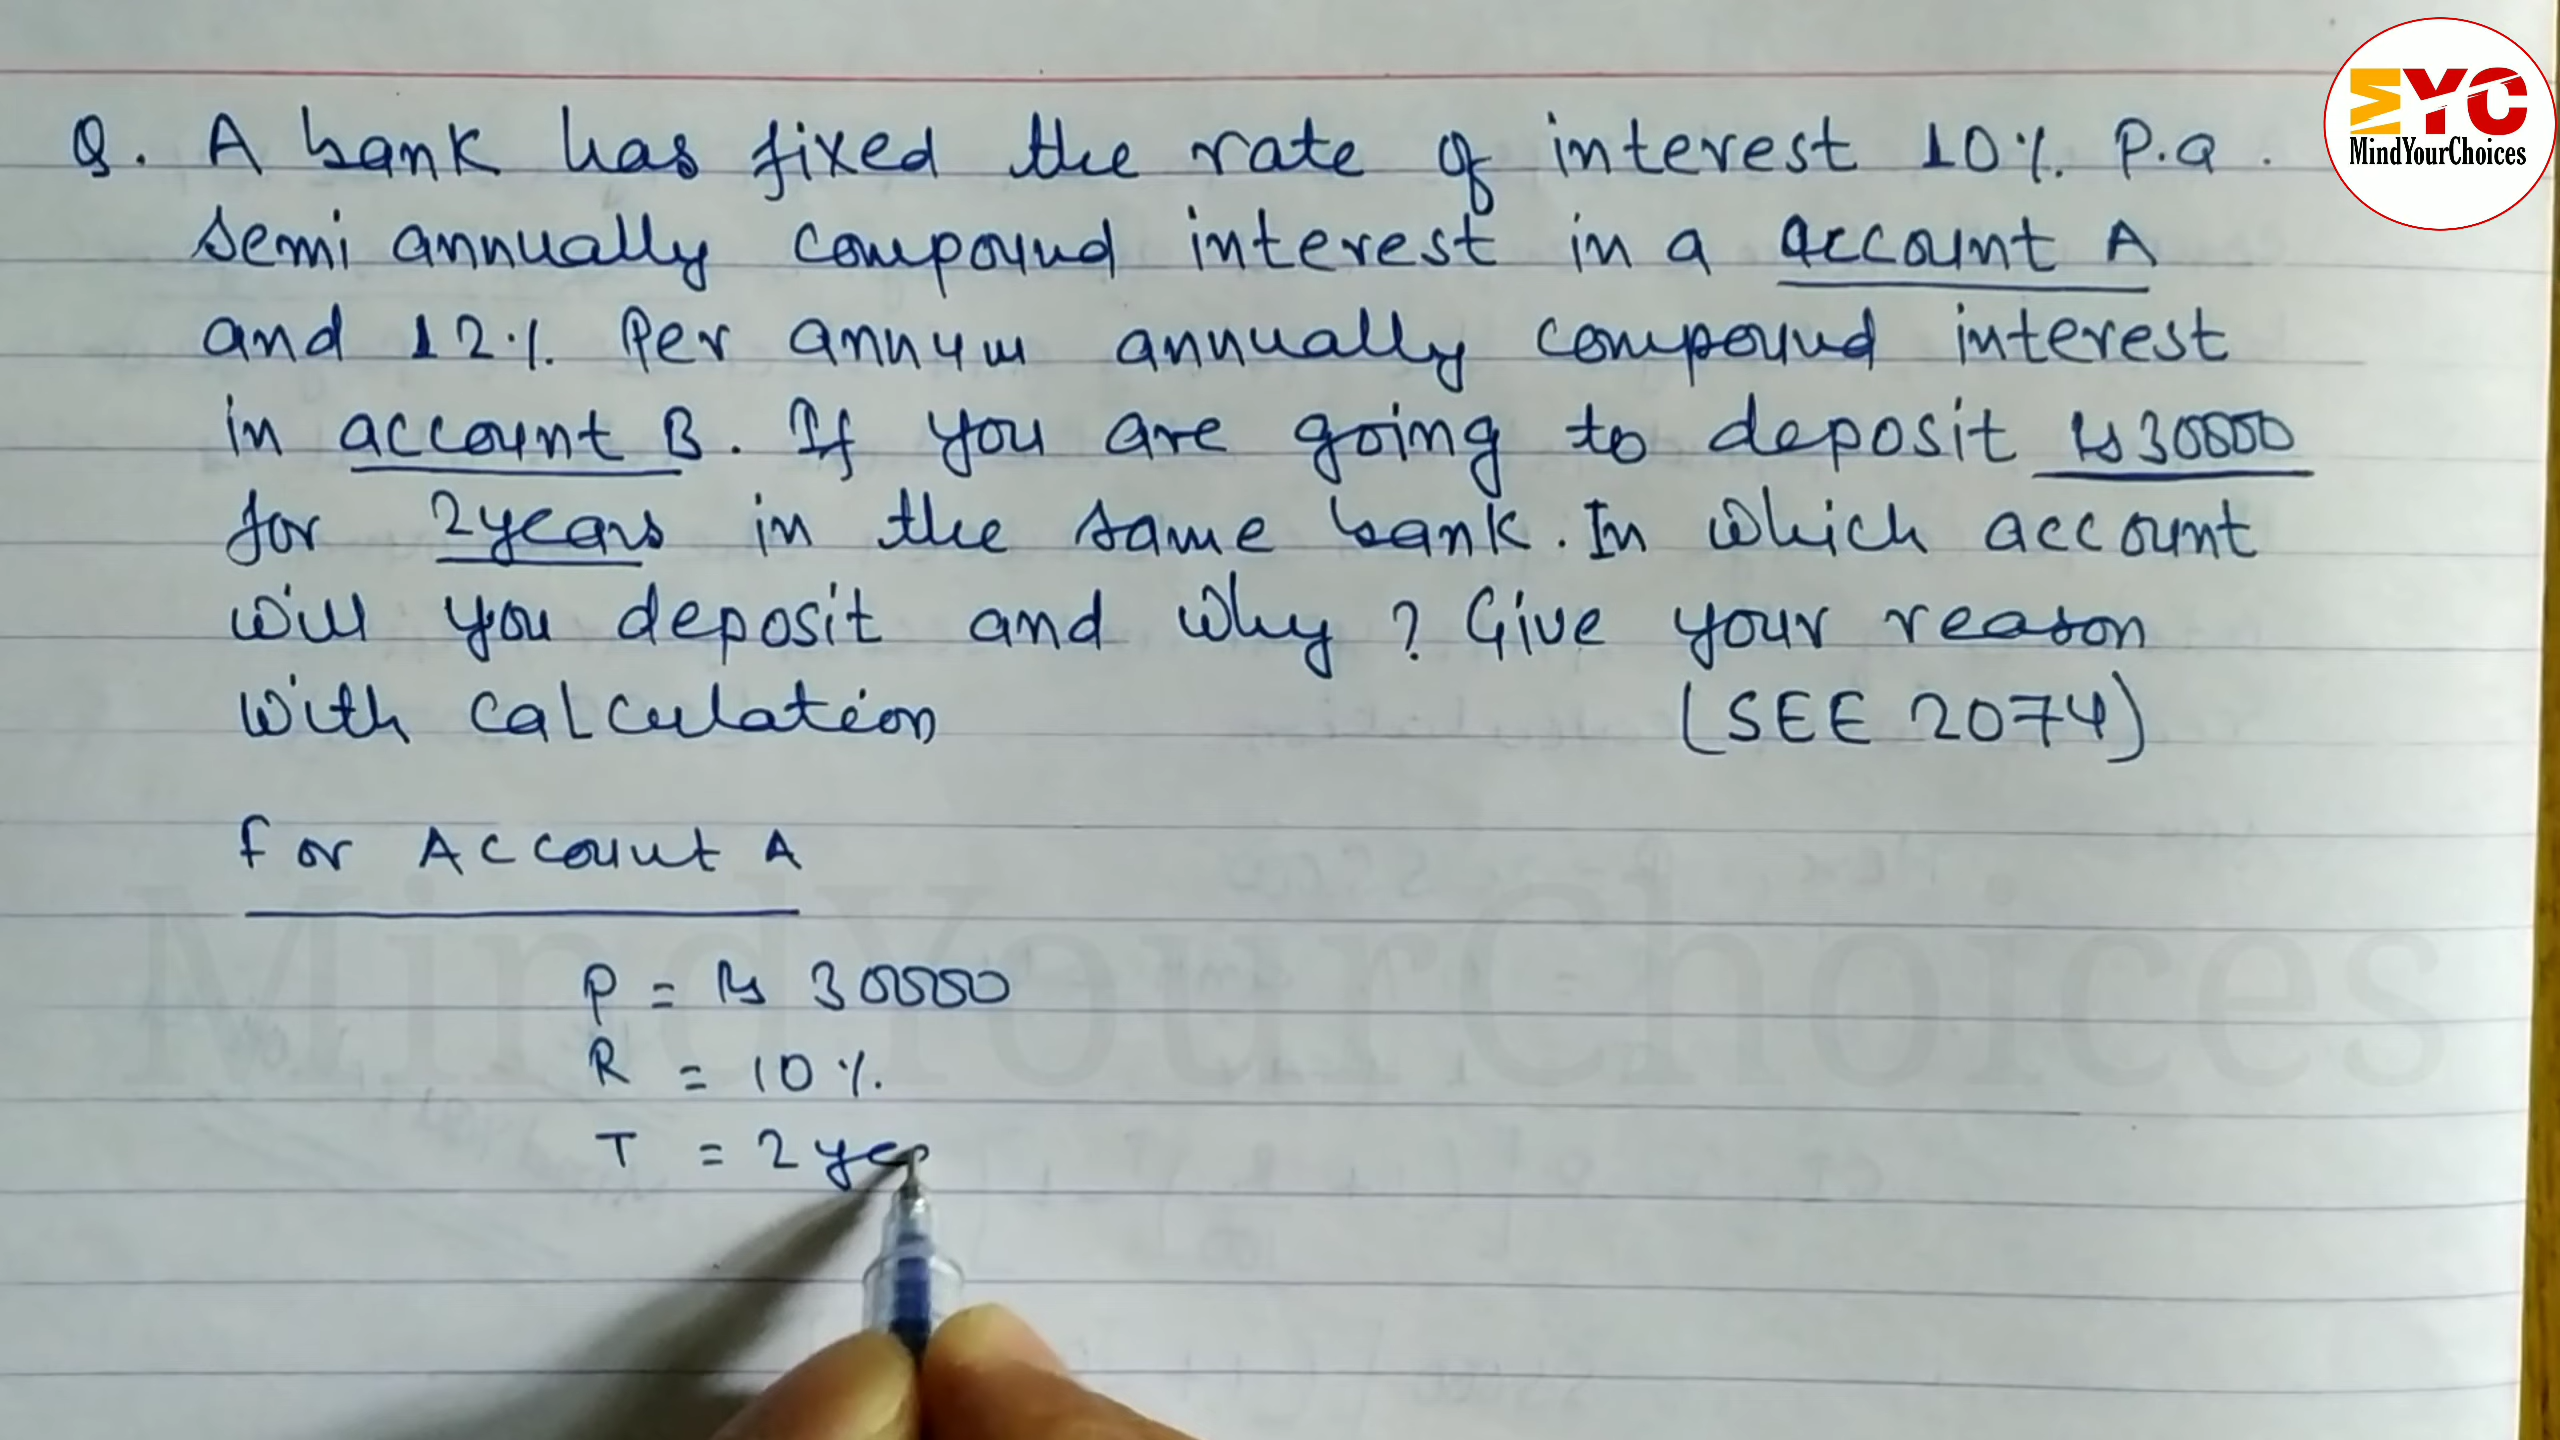 MYC
MindYourChoices
Q. A bank has fixed the rate of interest 10% P.a.
semi annually compound interest in a account A
and 12% Per annum annually compound interest
in account B. If you are going to deposit Rs 30000
for 2years in the same bank. In which account
will you deposit and why? Give your reason
with calculation (SEE 2074)
For Account A
P = Rs 30000
R = 10%
T = 2 yea
MindYourChoices